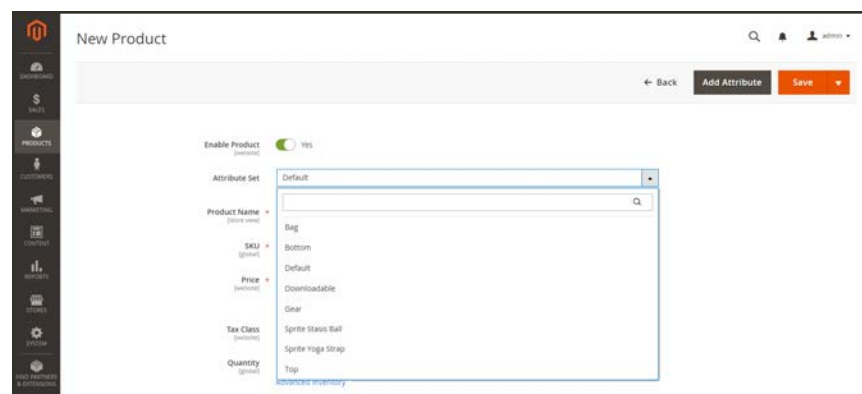 New Product
admin
DASHBOARD
SALES
PRODUCTS
CUSTOMERS
MARKETING
CONTENT
REPORTS
STORES
SYSTEM
FIND PARTNERS
& EXTENSIONS
← Back
Add Attribute
Save
Enable Product
[website]
Yes
Attribute Set
Default
Product Name *
[store view]
SKU *
[global]
Price *
[website]
Tax Class
[website]
Quantity
[global]
Bag
Bottom
Default
Downloadable
Gear
Sprite Stasis Ball
Sprite Yoga Strap
Top
Advanced Inventory